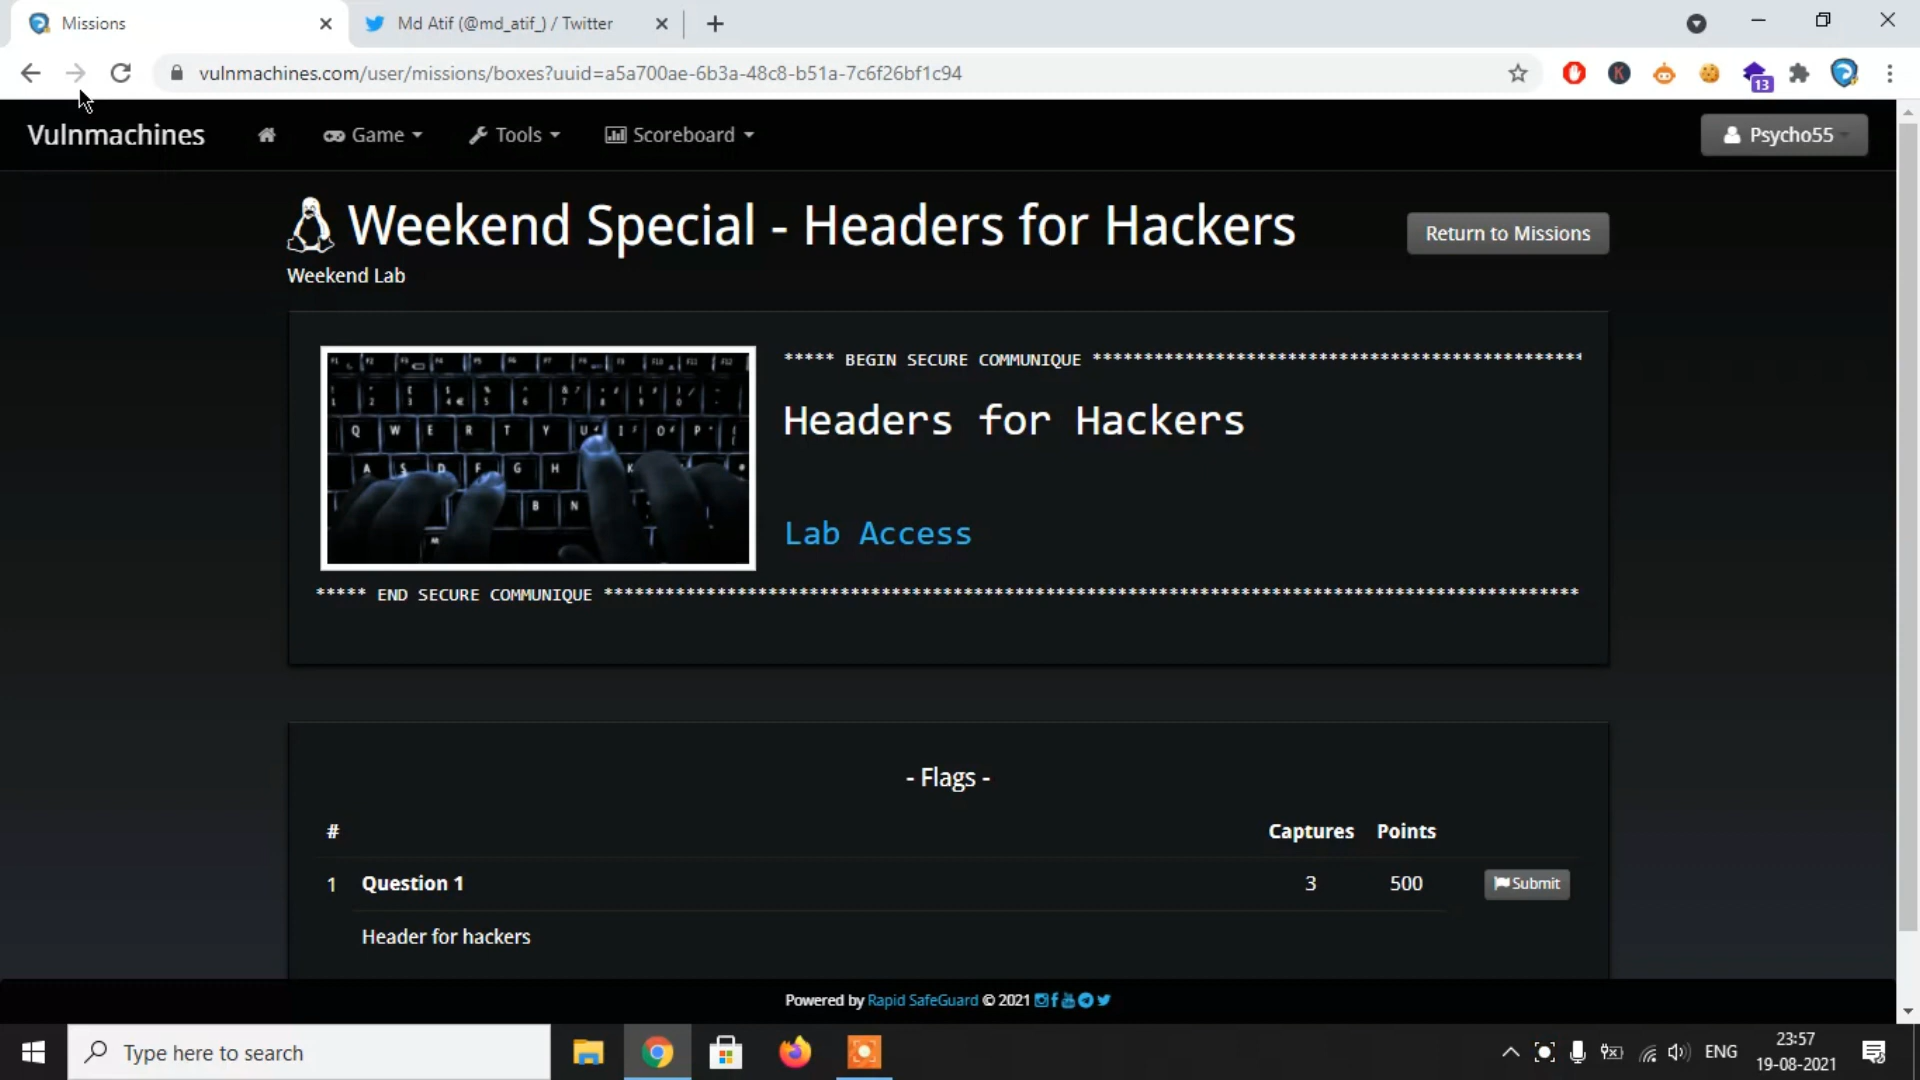 Missions
Md Atif (@md_atif_) / Twitter
vulnmachines.com/user/missions/boxes?uuid=a5a700ae-6b3a-48c8-b51a-7c6f26bf1c94
13
Vulnmachines
Game
Tools
Scoreboard
Psycho55
Weekend Special - Headers for Hackers
Return to Missions
Weekend Lab
***** BEGIN SECURE COMMUNIQUE ************************************************
Headers for Hackers
Lab Access
***** END SECURE COMMUNIQUE ************************************************************************************************
- Flags -
# Captures Points
1 Question 1 3 500 Submit
Header for hackers
Powered by Rapid SafeGuard © 2021
Type here to search
ENG
23:57
19-08-2021